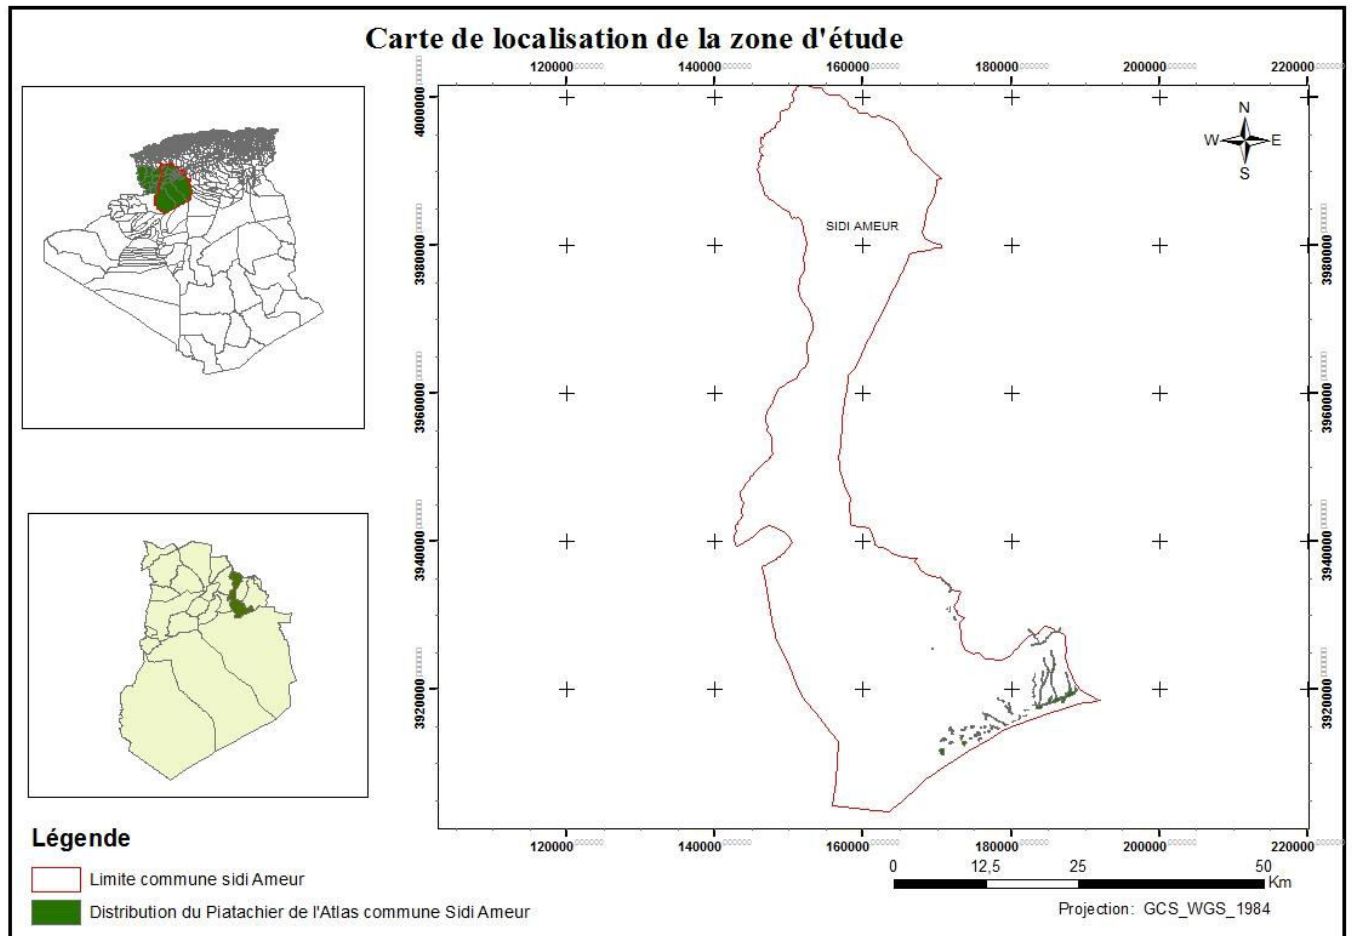 Carte de localisation de la zone d'étude
120000 140000 160000 180000 200000 220000
4000000 4000000
N
W E
S
SIDI AMEUR
3980000 3980000
3960000 3960000
3940000 3940000
3920000 3920000
120000 140000 160000 180000 200000 220000
Légende
Limite commune sidi Ameur
Distribution du Piatachier de l'Atlas commune Sidi Ameur
0 12,5 25 50
Km
Projection: GCS_WGS_1984